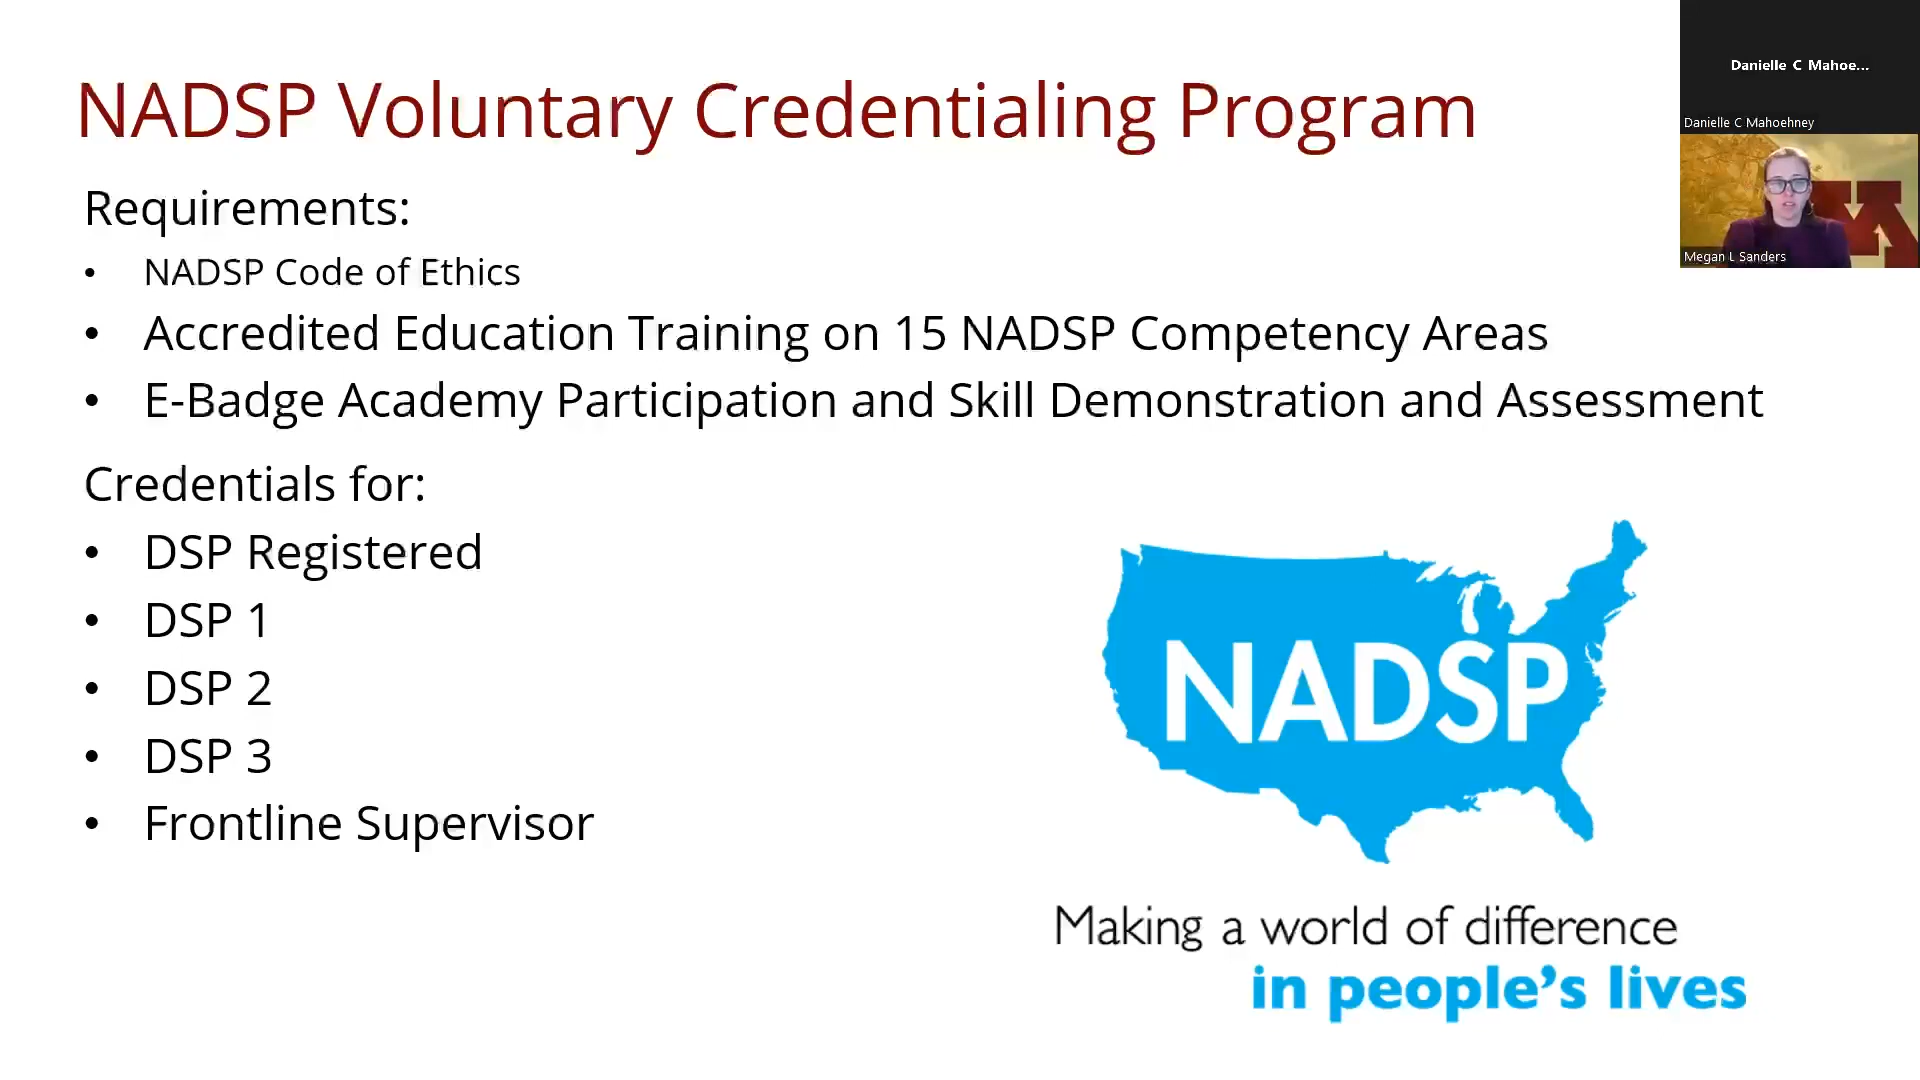 NADSP Voluntary Credentialing Program
Requirements:
• NADSP Code of Ethics
• Accredited Education Training on 15 NADSP Competency Areas
• E-Badge Academy Participation and Skill Demonstration and Assessment
Credentials for:
• DSP Registered
• DSP 1
• DSP 2
• DSP 3
• Frontline Supervisor
NADSP
Making a world of difference
in people's lives
Danielle C Mahoe...
Danielle C Mahoehney
Megan L Sanders